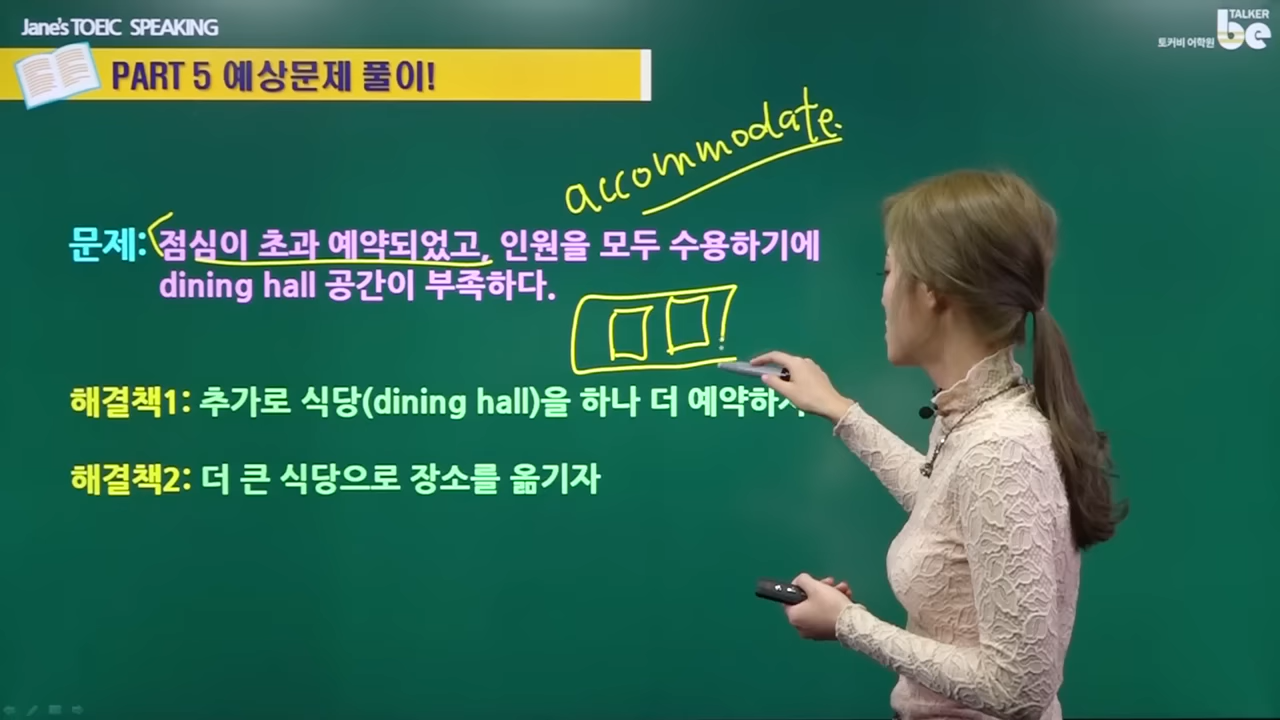 Jane's TOEIC SPEAKING
TALKER
be
토커비 어학원
PART 5 예상문제 풀이!
accommodate.
문제: 점심이 초과 예약되었고, 인원을 모두 수용하기에
dining hall 공간이 부족하다.
해결책1: 추가로 식당(dining hall)을 하나 더
해결책2: 더 큰 식당으로 장소를 옮기자